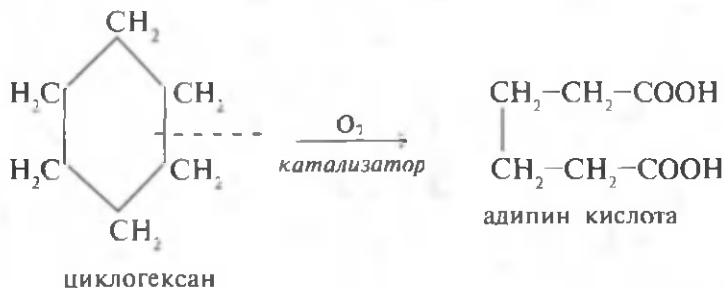 CH₂
H₂C CH₂
H₂C CH₂
CH₂
циклогексан
O₂
катализатор
CH₂–CH₂–COOH
CH₂–CH₂–COOH
адипин кислота